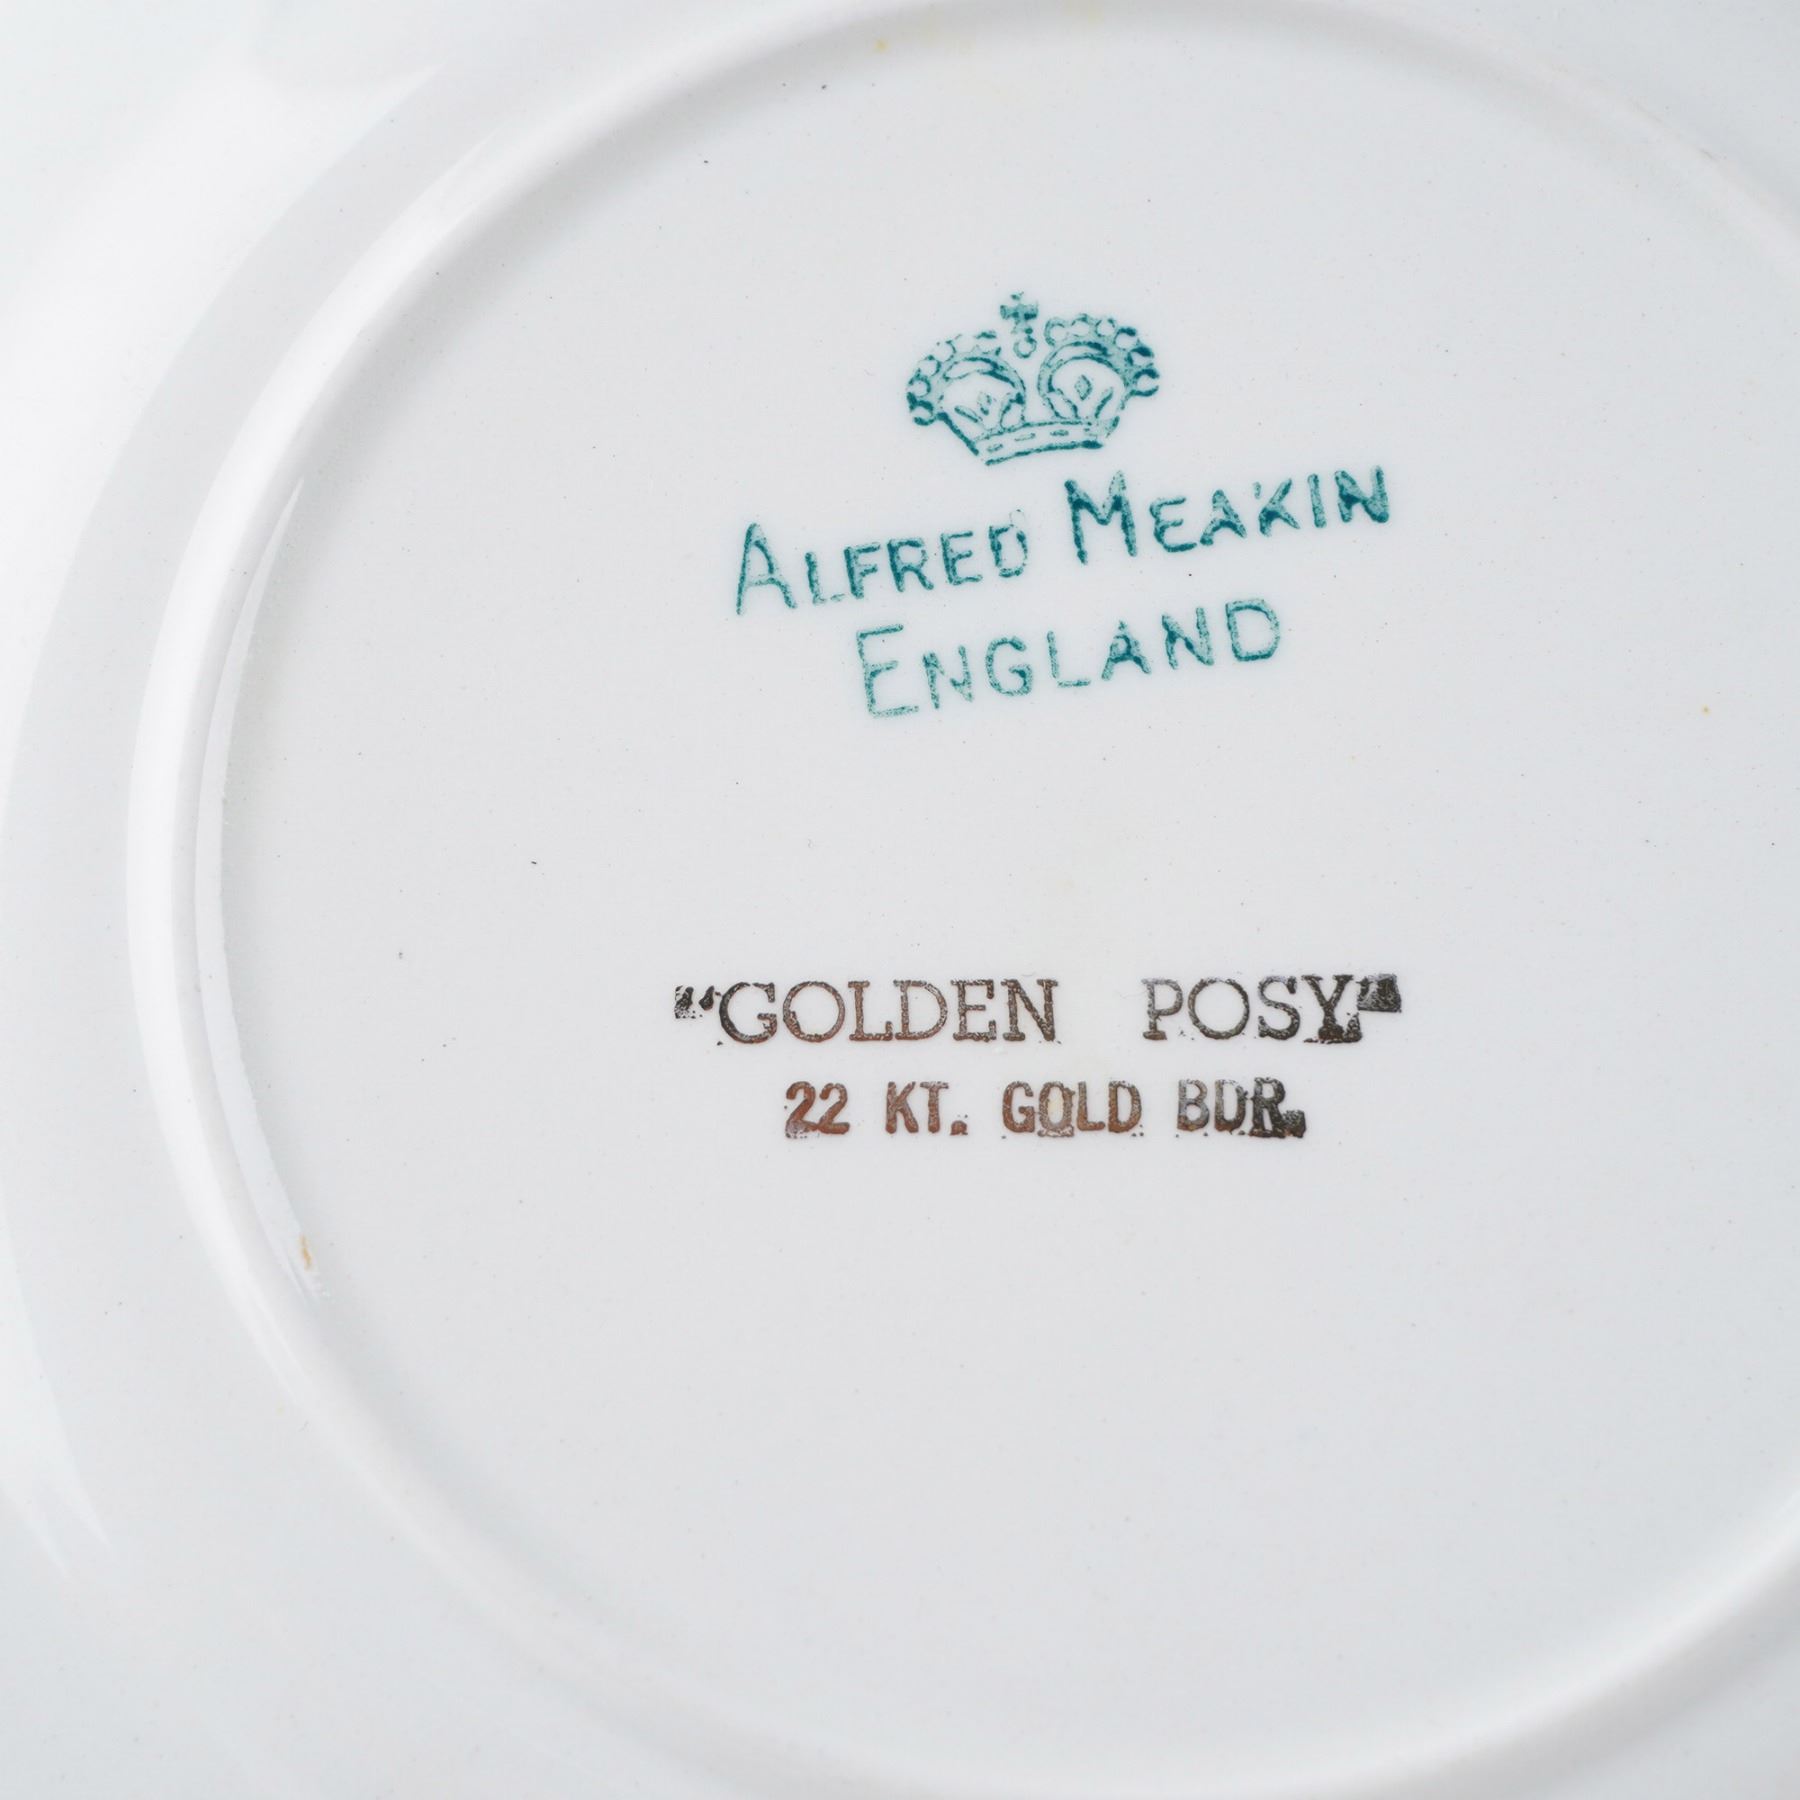 ALFRED MEAKIN
ENGLAND
"GOLDEN POSY"
22 KT. GOLD BDR.